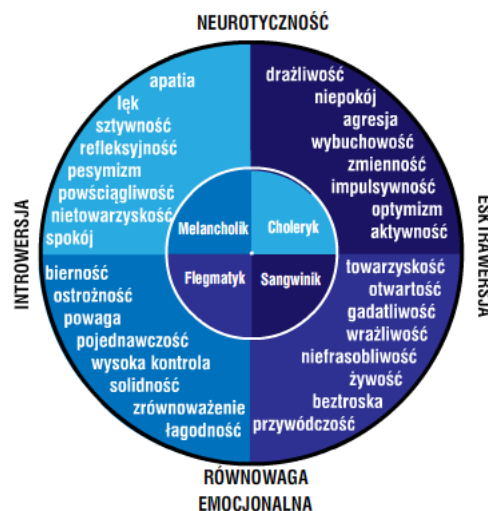 NEUROTYCZNOŚĆ
apatia
lęk
sztywność
refleksyjność
pesymizm
powściągliwość
nietowarzyskość
spokój
drażliwość
niepokój
agresja
wybuchowość
zmienność
impulsywność
optymizm
aktywność
Melancholik
Choleryk
Flegmatyk
Sangwinik
INTROWERSJA
ESKTRAWERSJA
bierność
ostrożność
powaga
pojednawczość
wysoka kontrola
solidność
zrównoważenie
łagodność
towarzyskość
otwartość
gadatliwość
wrażliwość
niefrasobliwość
żywość
beztroska
przywódczość
RÓWNOWAGA
EMOCJONALNA